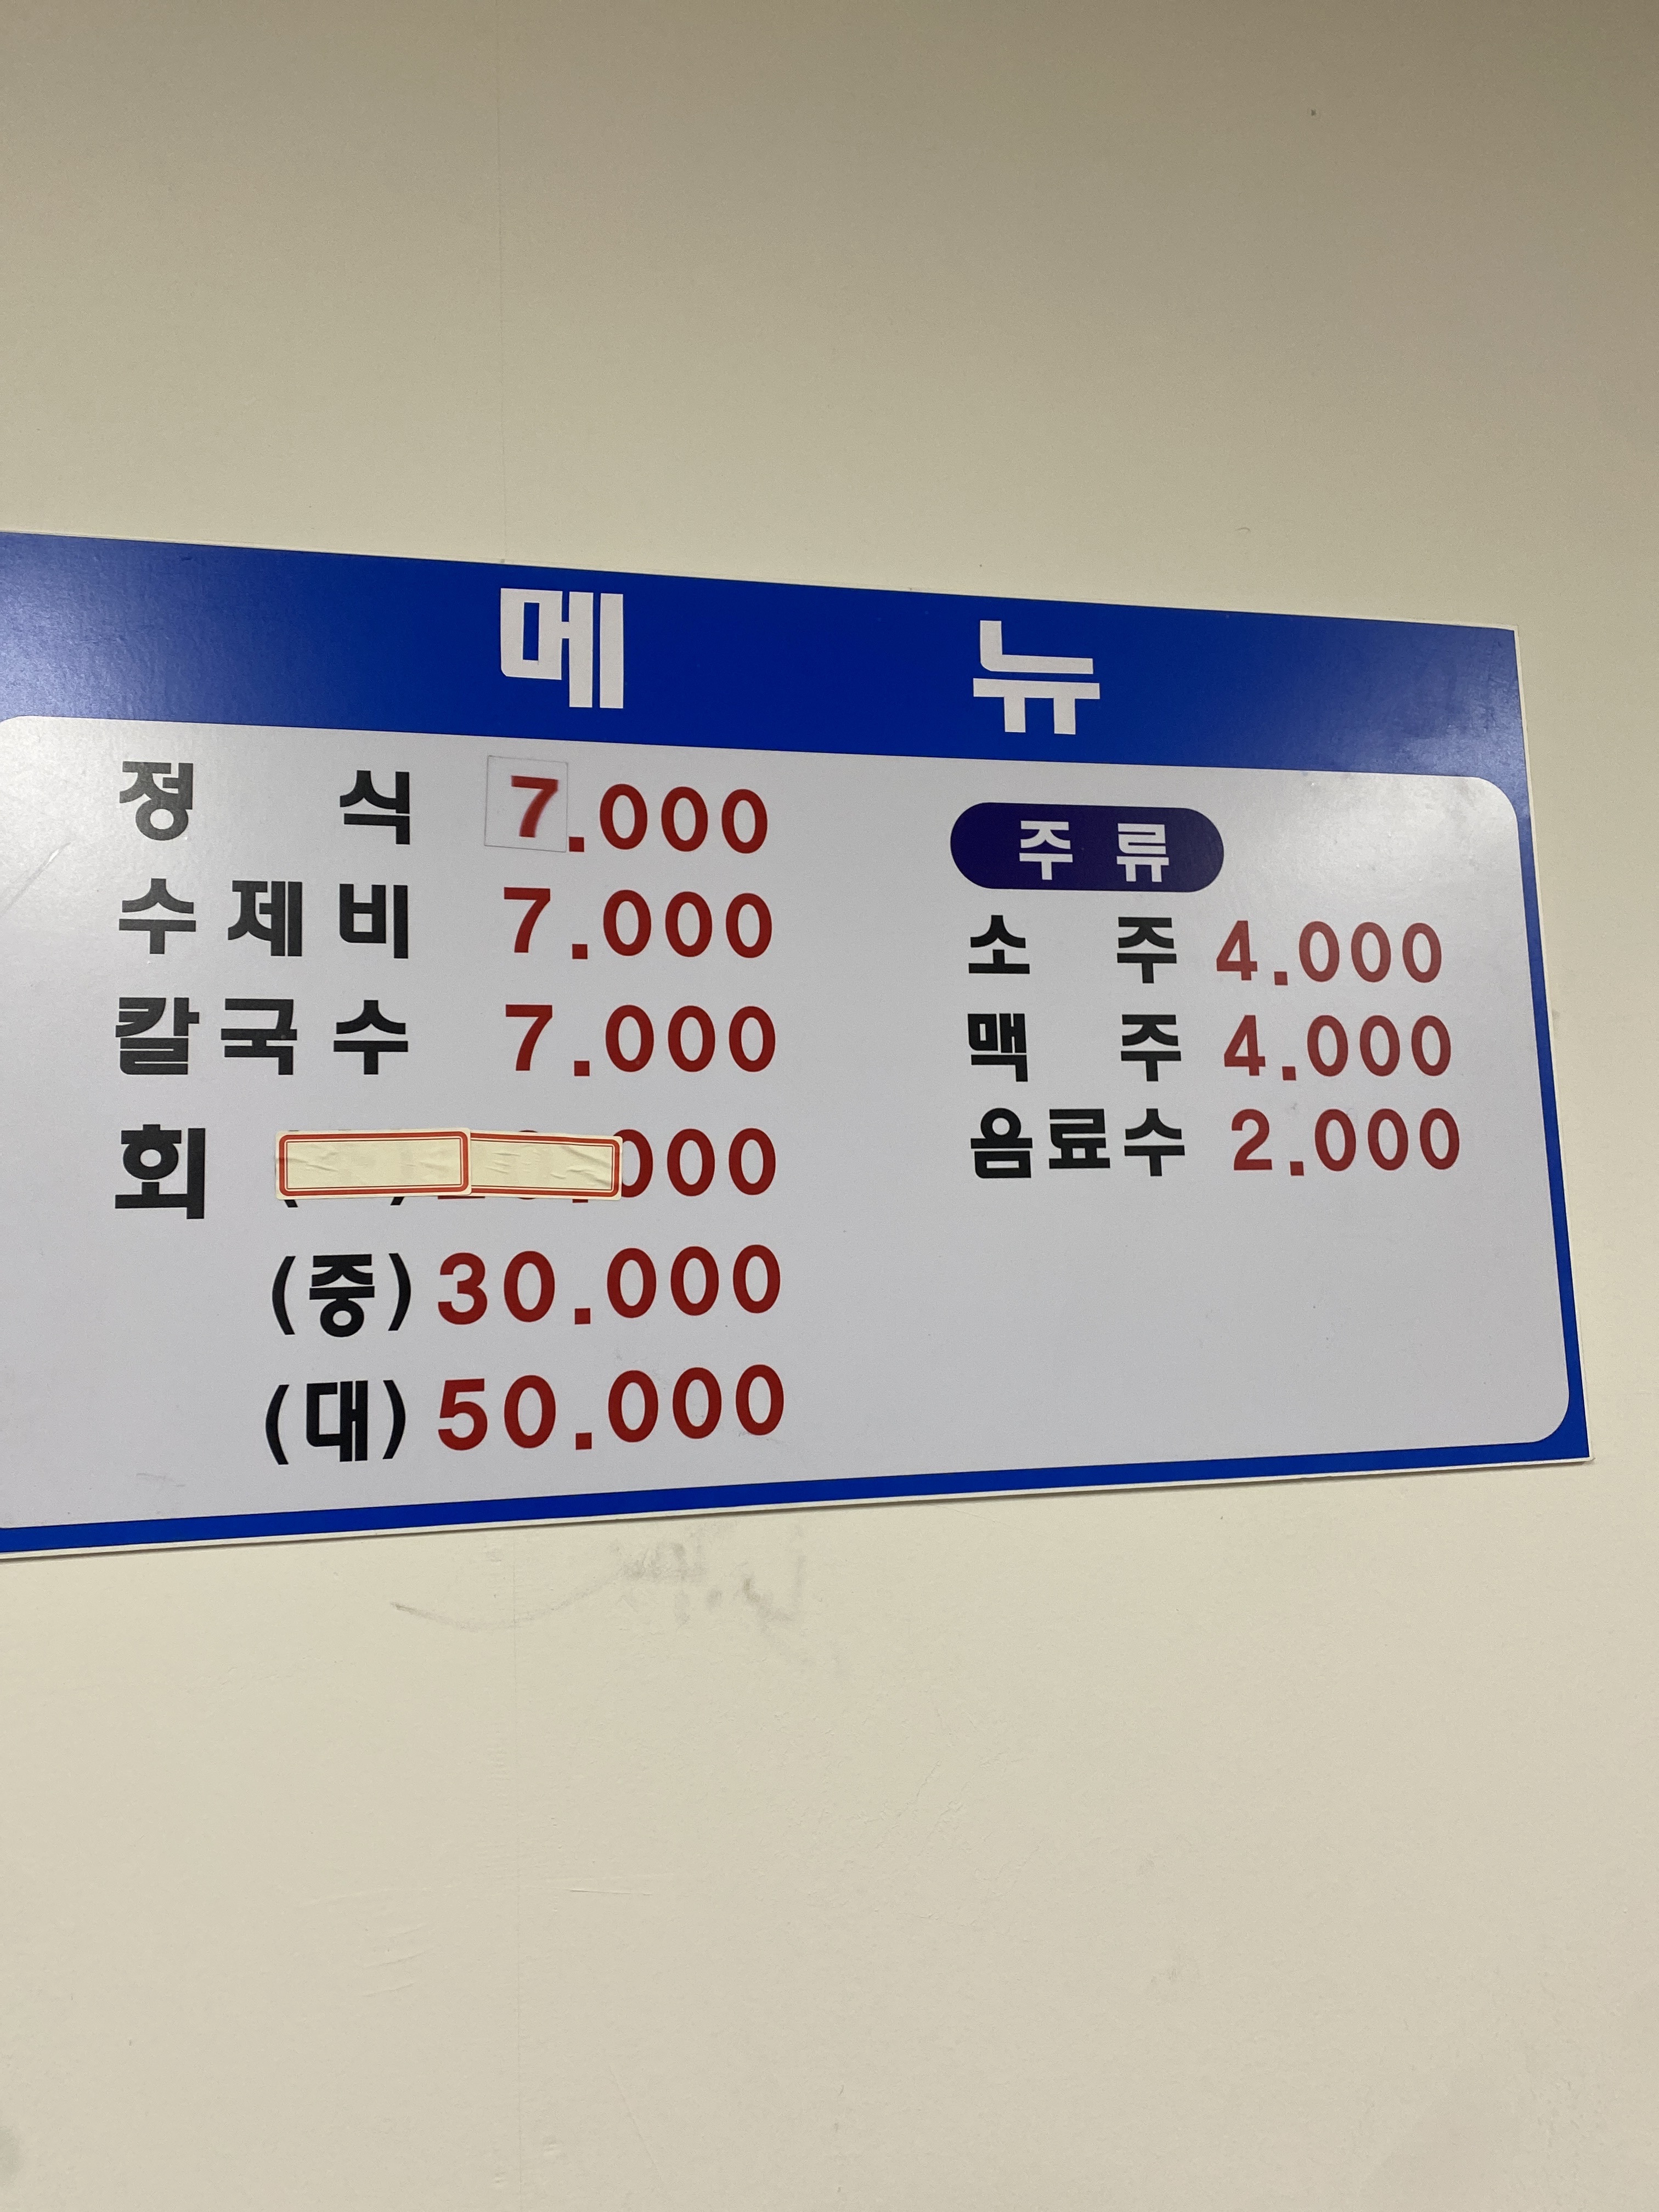 메 뉴
정 식 7.000
수제비 7.000
칼국수 7.000
회
(중) 30.000
(대) 50.000
주류
소 주 4.000
맥 주 4.000
음료수 2.000